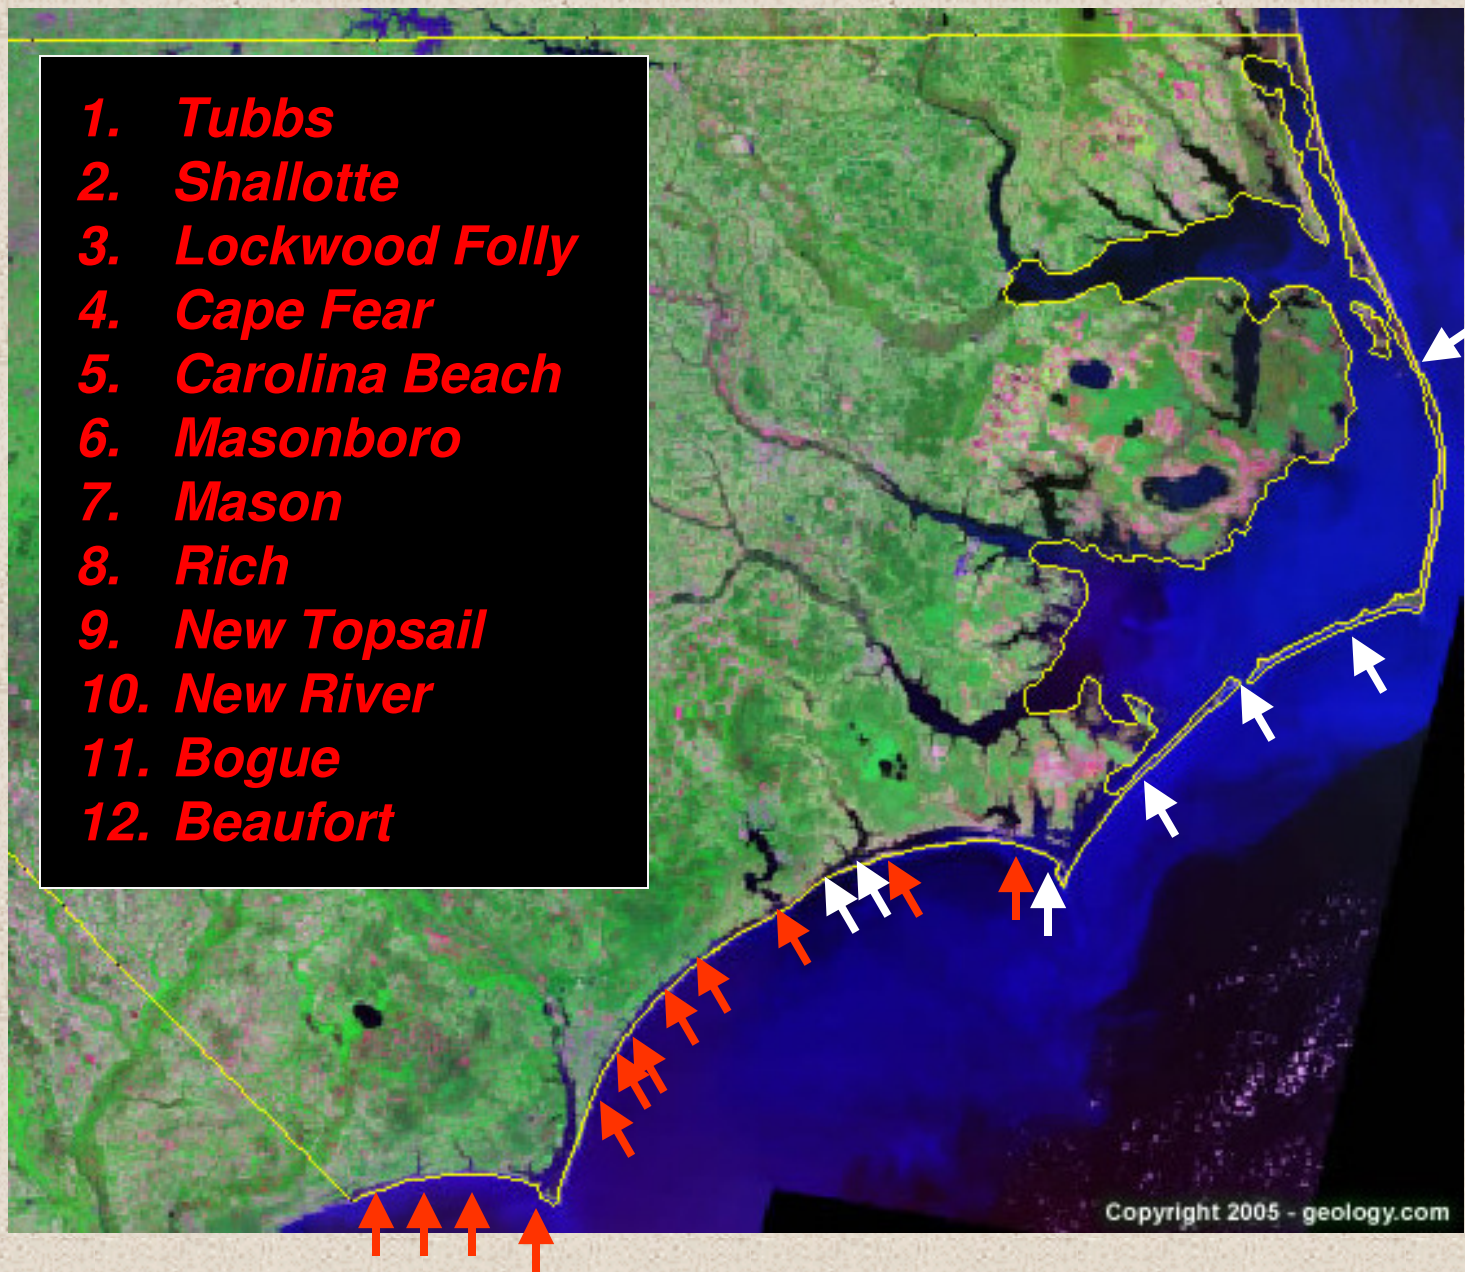 1. Tubbs
2. Shallotte
3. Lockwood Folly
4. Cape Fear
5. Carolina Beach
6. Masonboro
7. Mason
8. Rich
9. New Topsail
10. New River
11. Bogue
12. Beaufort
Copyright 2005 - geology.com